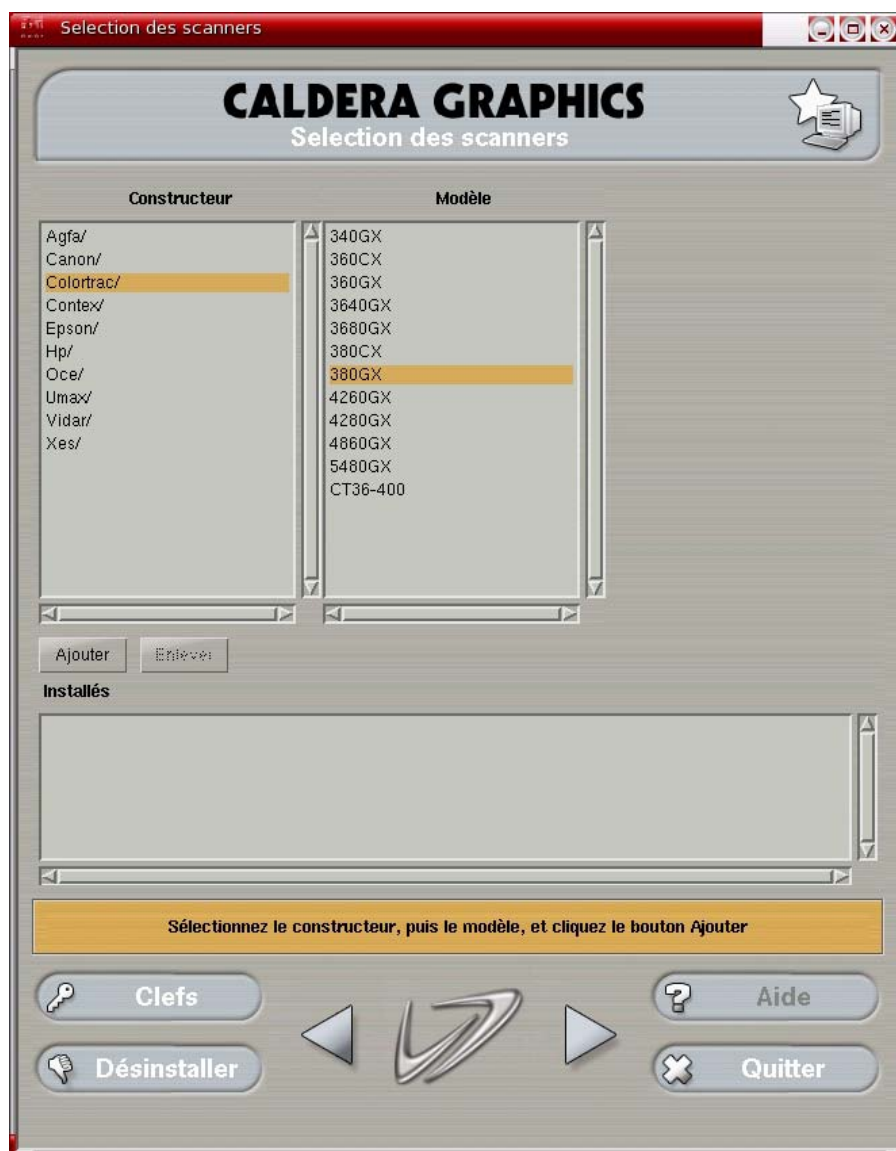 Selection des scanners
CALDERA GRAPHICS
Selection des scanners
Constructeur
Modèle
Agfa/
Canon/
Colortrac/
Contex/
Epson/
Hp/
Oce/
Umax/
Vidar/
Xes/
340GX
360CX
360GX
3640GX
3680GX
380CX
380GX
4260GX
4280GX
4860GX
5480GX
CT36-400
Ajouter
Enlever
Installés
Sélectionnez le constructeur, puis le modèle, et cliquez le bouton Ajouter
Clefs
Aide
Désinstaller
Quitter